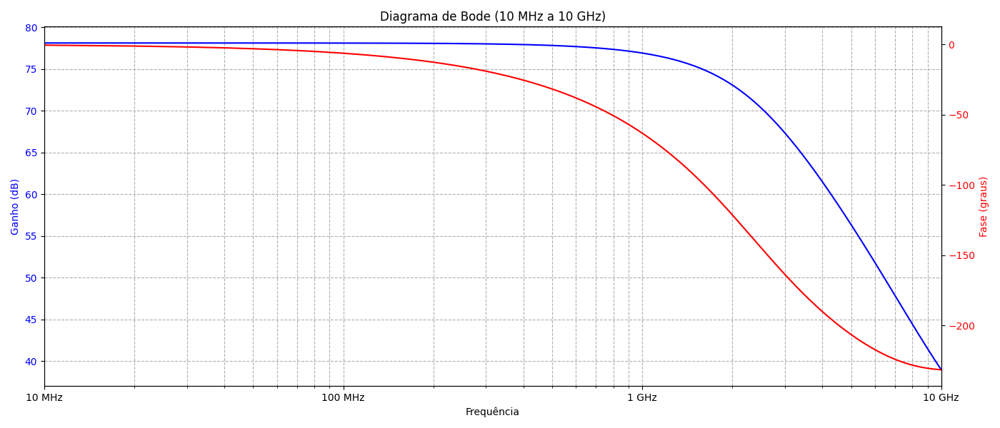 Diagrama de Bode (10 MHz a 10 GHz)
80
75
70
65
60
55
50
45
40
Ganho (dB)
0
−50
−100
−150
−200
Fase (graus)
10 MHz
100 MHz
1 GHz
10 GHz
Frequência